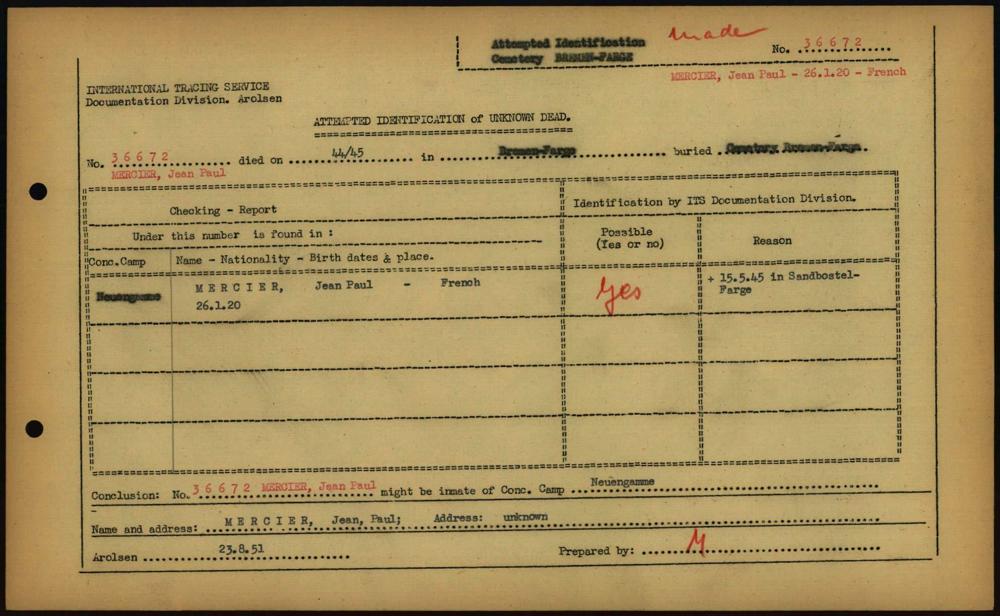 Attempted Identification made No. 36672
Cemetery BREMEN-FARGE
MERCIER, Jean Paul - 26.1.20 - French
INTERNATIONAL TRACING SERVICE
Documentation Division. Arolsen
ATTEMPTED IDENTIFICATION of UNKNOWN DEAD.
No. 36672 died on 44/45 in Bremen-Farge buried Cemetery Bremen-Farge.
MERCIER, Jean Paul
Checking - Report
Identification by ITS Documentation Division.
Under this number is found in :
Possible
(Yes or no)
Reason
Conc.Camp
Name - Nationality - Birth dates & place.
Neuengamme
MERCIER, Jean Paul - French
26.1.20
Yes
+ 15.5.45 in Sandbostel-
Farge
Conclusion: No. 36672 MERCIER, Jean Paul might be inmate of Conc. Camp Neuengamme
Name and address: MERCIER, Jean, Paul; Address: unknown
Arolsen 23.8.51 Prepared by: